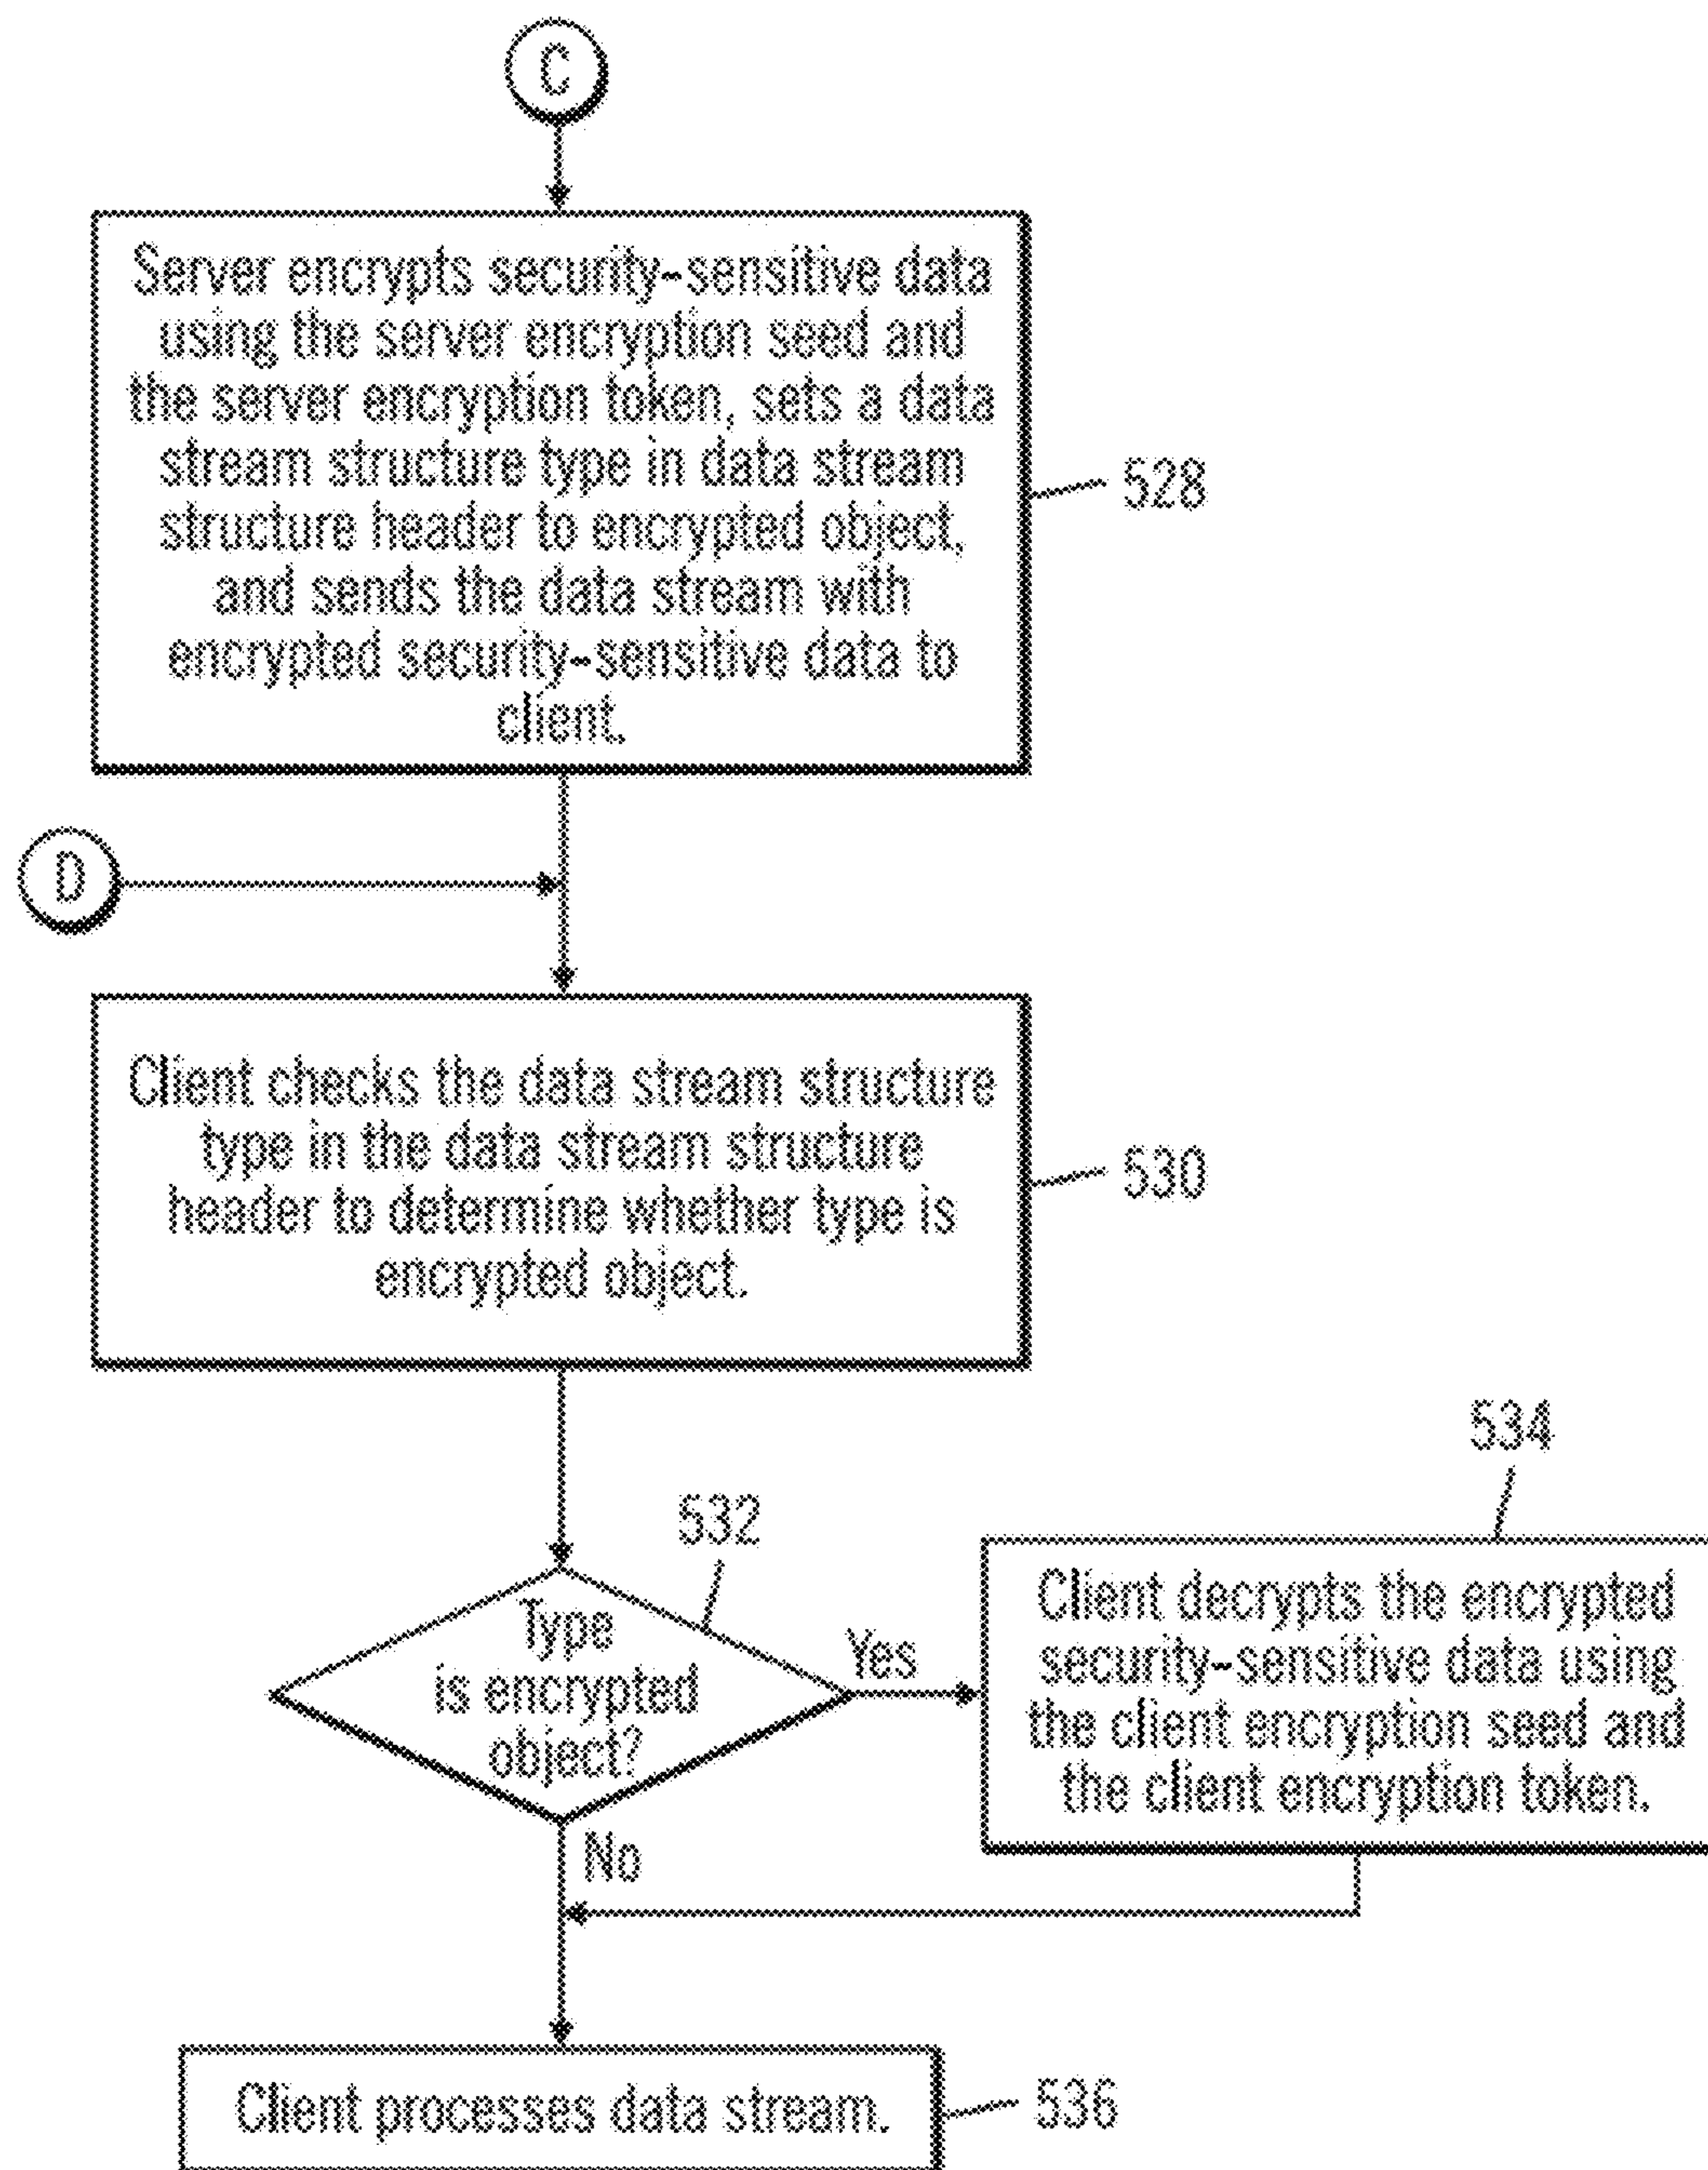 C
Server encrypts security-sensitive data
using the server encryption seed and
the server encryption token, sets a data
stream structure type in data stream
structure header to encrypted object,
and sends the data stream with
encrypted security-sensitive data to
client.
528
D
Client checks the data stream structure
type in the data stream structure
header to determine whether type is
encrypted object.
530
532
Type
is encrypted
object?
Yes
No
534
Client decrypts the encrypted
security-sensitive data using
the client encryption seed and
the client encryption token.
Client processes data stream.
536